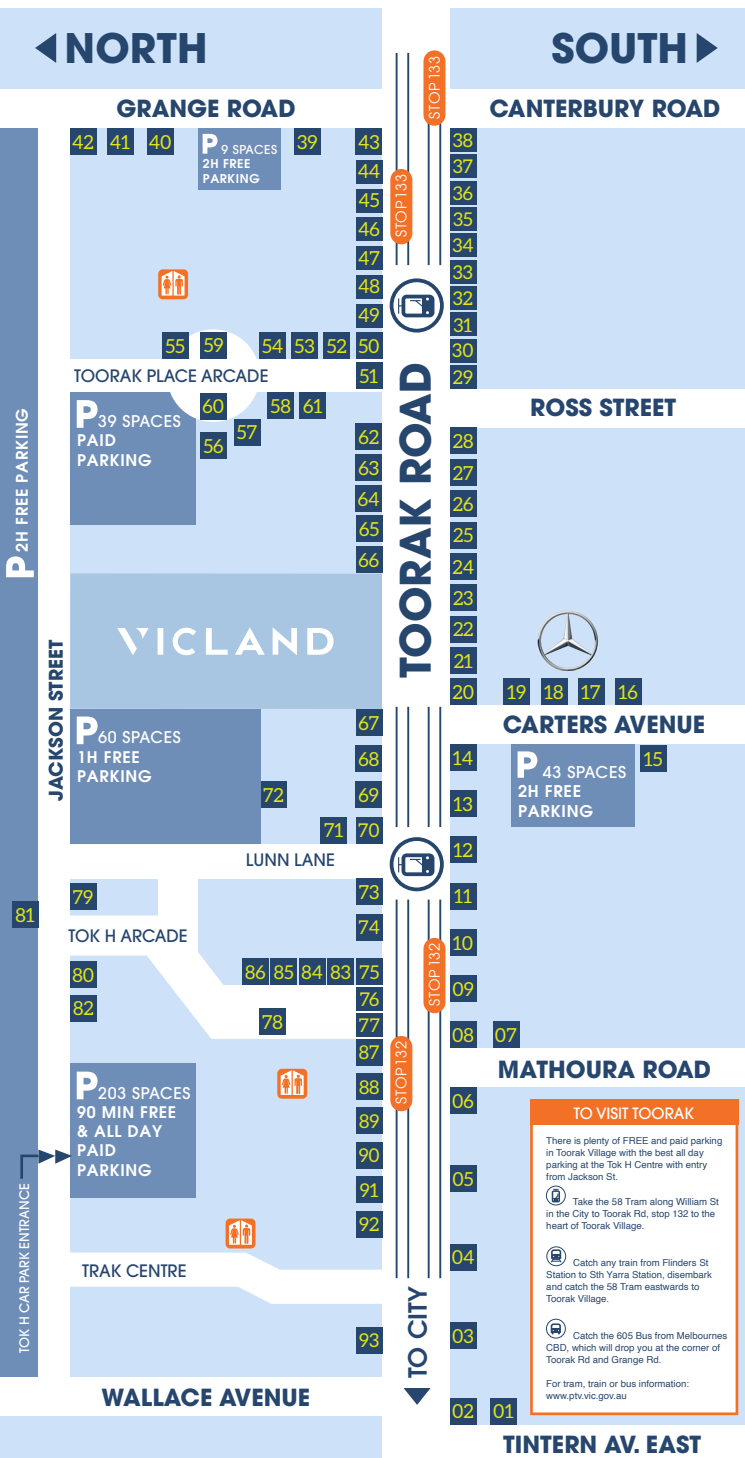 NORTH
SOUTH
GRANGE ROAD
CANTERBURY ROAD
STOP 133
STOP 133
42 41 40
P 9 SPACES
2H FREE
PARKING
39 43
44
45
46
47
48
49
55 59 54 53 52 50
TOORAK PLACE ARCADE
51
38
37
36
35
34
33
32
31
30
29
ROSS STREET
P 2H FREE PARKING
P 39 SPACES
PAID
PARKING
60 58 61
56 57
62
63
64
65
66
TOORAK ROAD
28
27
26
25
24
23
22
21
20 19 18 17 16
VICLAND
JACKSON STREET
CARTERS AVENUE
P 60 SPACES
1H FREE
PARKING
67
68
72 69
71 70
LUNN LANE
14
P 43 SPACES
2H FREE
PARKING
15
13
12
11
10
09
08 07
79
81
TOK H ARCADE
73
74
86 85 84 83 75
76
77
78
80
82
STOP 132
STOP 132
MATHOURA ROAD
87
88
89
90
91
92
P 203 SPACES
90 MIN FREE
& ALL DAY
PAID
PARKING
TOK H CAR PARK ENTRANCE
TRAK CENTRE
93
WALLACE AVENUE
TO CITY
06
05
04
03
02 01
TO VISIT TOORAK
There is plenty of FREE and paid parking
in Toorak Village with the best all day
parking at the Tok H Centre with entry
from Jackson St.
Take the 58 Tram along William St
in the City to Toorak Rd, stop 132 to the
heart of Toorak Village.
Catch any train from Flinders St
Station to Sth Yarra Station, disembark
and catch the 58 Tram eastwards to
Toorak Village.
Catch the 605 Bus from Melbournes
CBD, which will drop you at the corner of
Toorak Rd and Grange Rd.
For tram, train or bus information:
www.ptv.vic.gov.au
TINTERN AV. EAST